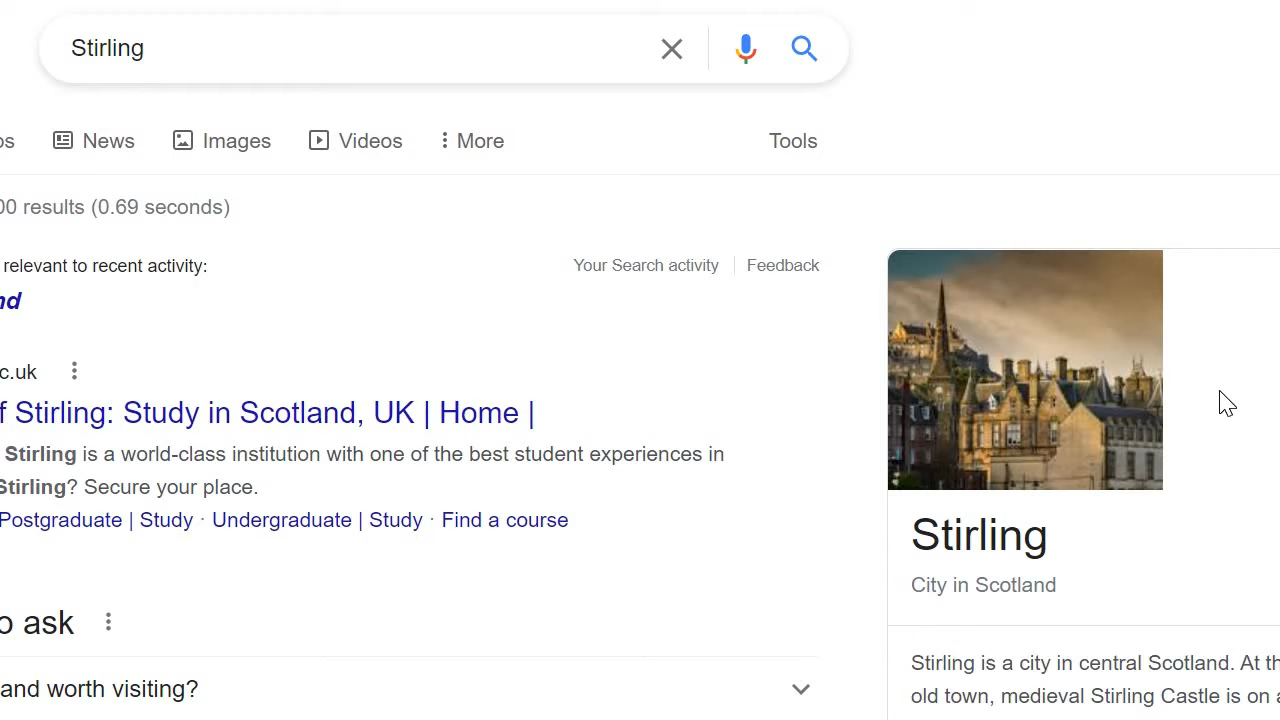 Stirling
os News Images Videos More Tools
00 results (0.69 seconds)
relevant to recent activity: Your Search activity Feedback
nd
c.uk
f Stirling: Study in Scotland, UK | Home |
Stirling is a world-class institution with one of the best student experiences in
Stirling? Secure your place.
Postgraduate | Study · Undergraduate | Study · Find a course
o ask
and worth visiting?
Stirling
City in Scotland
Stirling is a city in central Scotland. At th
old town, medieval Stirling Castle is on a